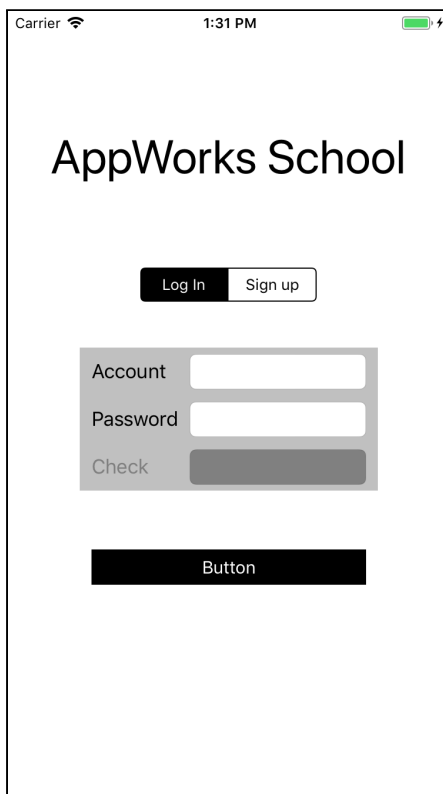 Carrier 1:31 PM
AppWorks School
Log In Sign up
Account
Password
Check
Button